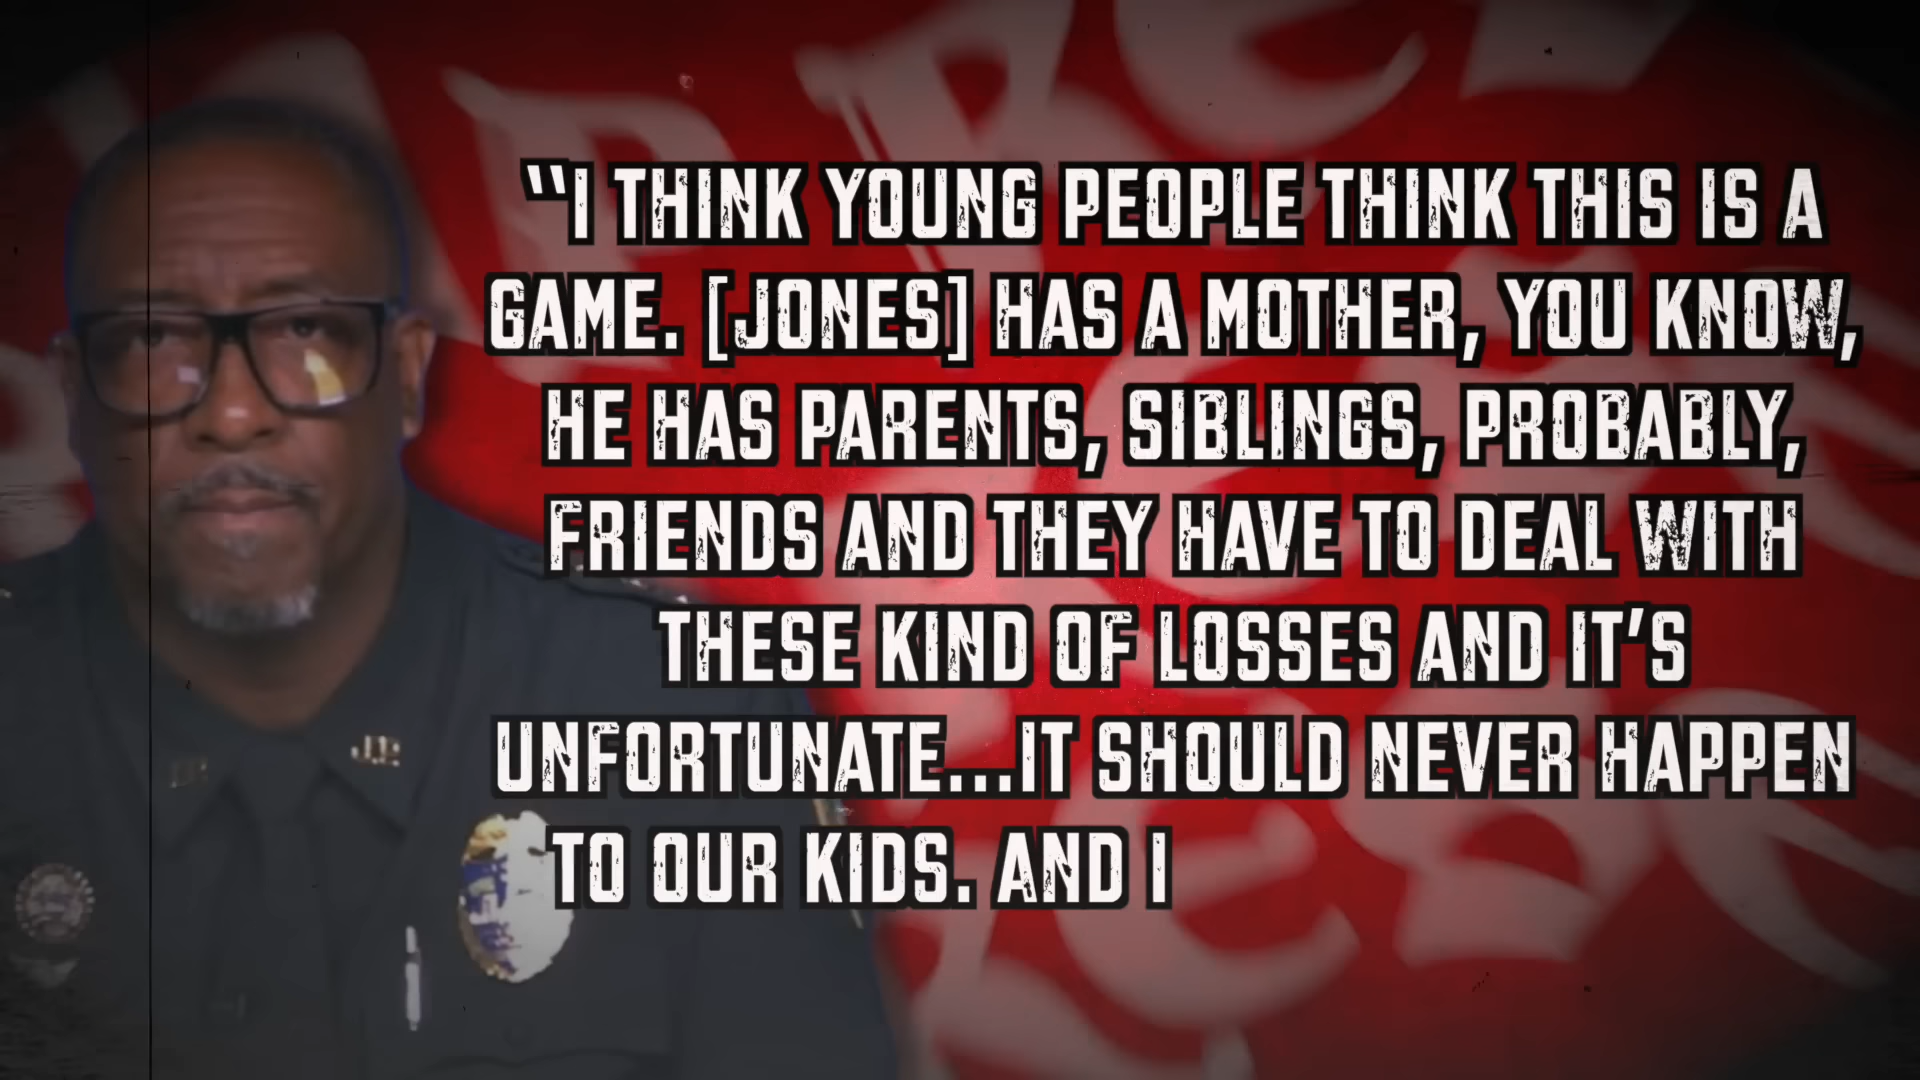 “I THINK YOUNG PEOPLE THINK THIS IS A
GAME. [JONES] HAS A MOTHER, YOU KNOW,
HE HAS PARENTS, SIBLINGS, PROBABLY,
FRIENDS AND THEY HAVE TO DEAL WITH
THESE KIND OF LOSSES AND IT’S
UNFORTUNATE...IT SHOULD NEVER HAPPEN
TO OUR KIDS. AND I